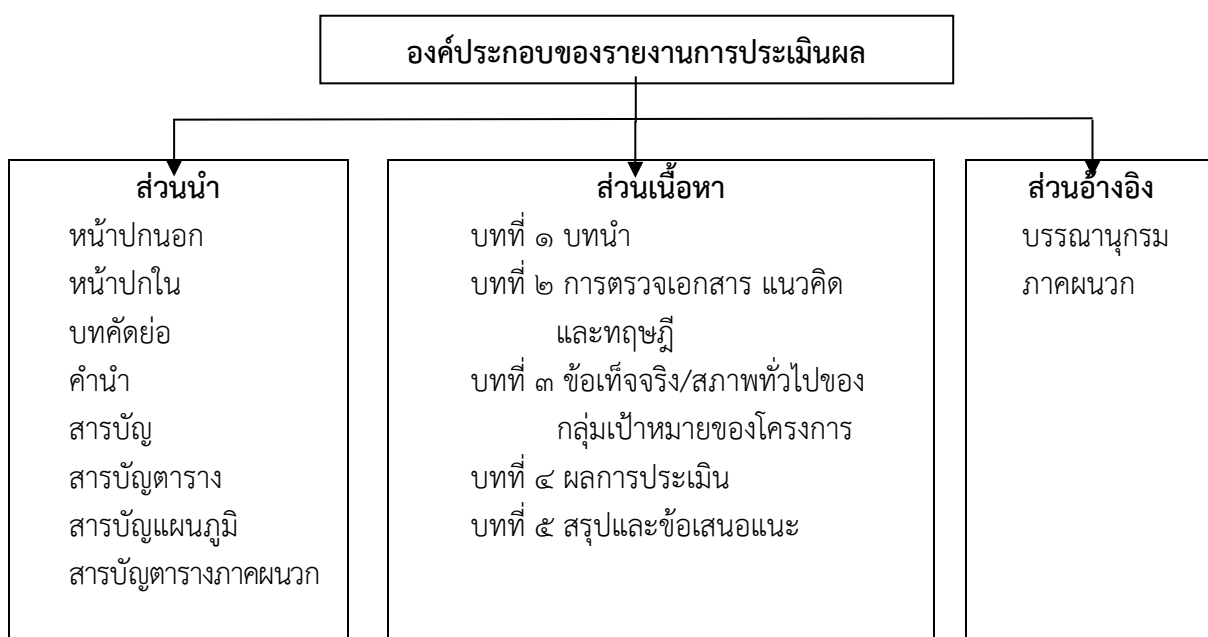 องค์ประกอบของรายงานการประเมินผล
ส่วนนำ
หน้าปกนอก
หน้าปกใน
บทคัดย่อ
คำนำ
สารบัญ
สารบัญตาราง
สารบัญแผนภูมิ
สารบัญตารางภาคผนวก
ส่วนเนื้อหา
บทที่ ๑ บทนำ
บทที่ ๒ การตรวจเอกสาร แนวคิด
และทฤษฎี
บทที่ ๓ ข้อเท็จจริง/สภาพทั่วไปของ
กลุ่มเป้าหมายของโครงการ
บทที่ ๔ ผลการประเมิน
บทที่ ๕ สรุปและข้อเสนอแนะ
ส่วนอ้างอิง
บรรณานุกรม
ภาคผนวก